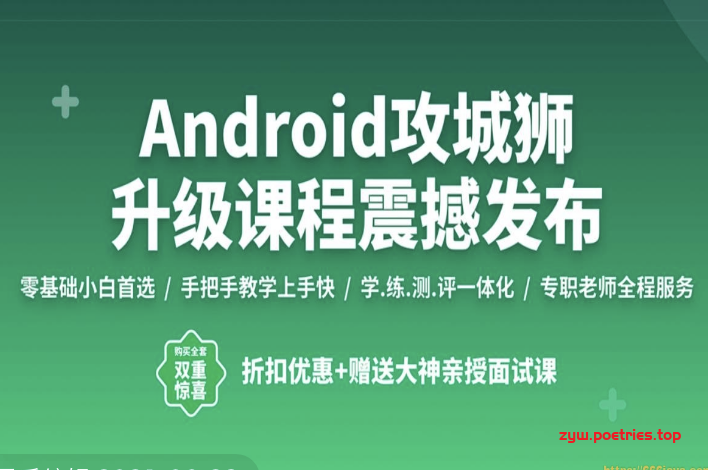 Android攻城狮
升级课程震撼发布
零基础小白首选 / 手把手教学上手快 / 学.练.测.评一体化 / 专职老师全程服务
购买全套
双重
惊喜
折扣优惠+赠送大神亲授面试课
zyw.poetries.top